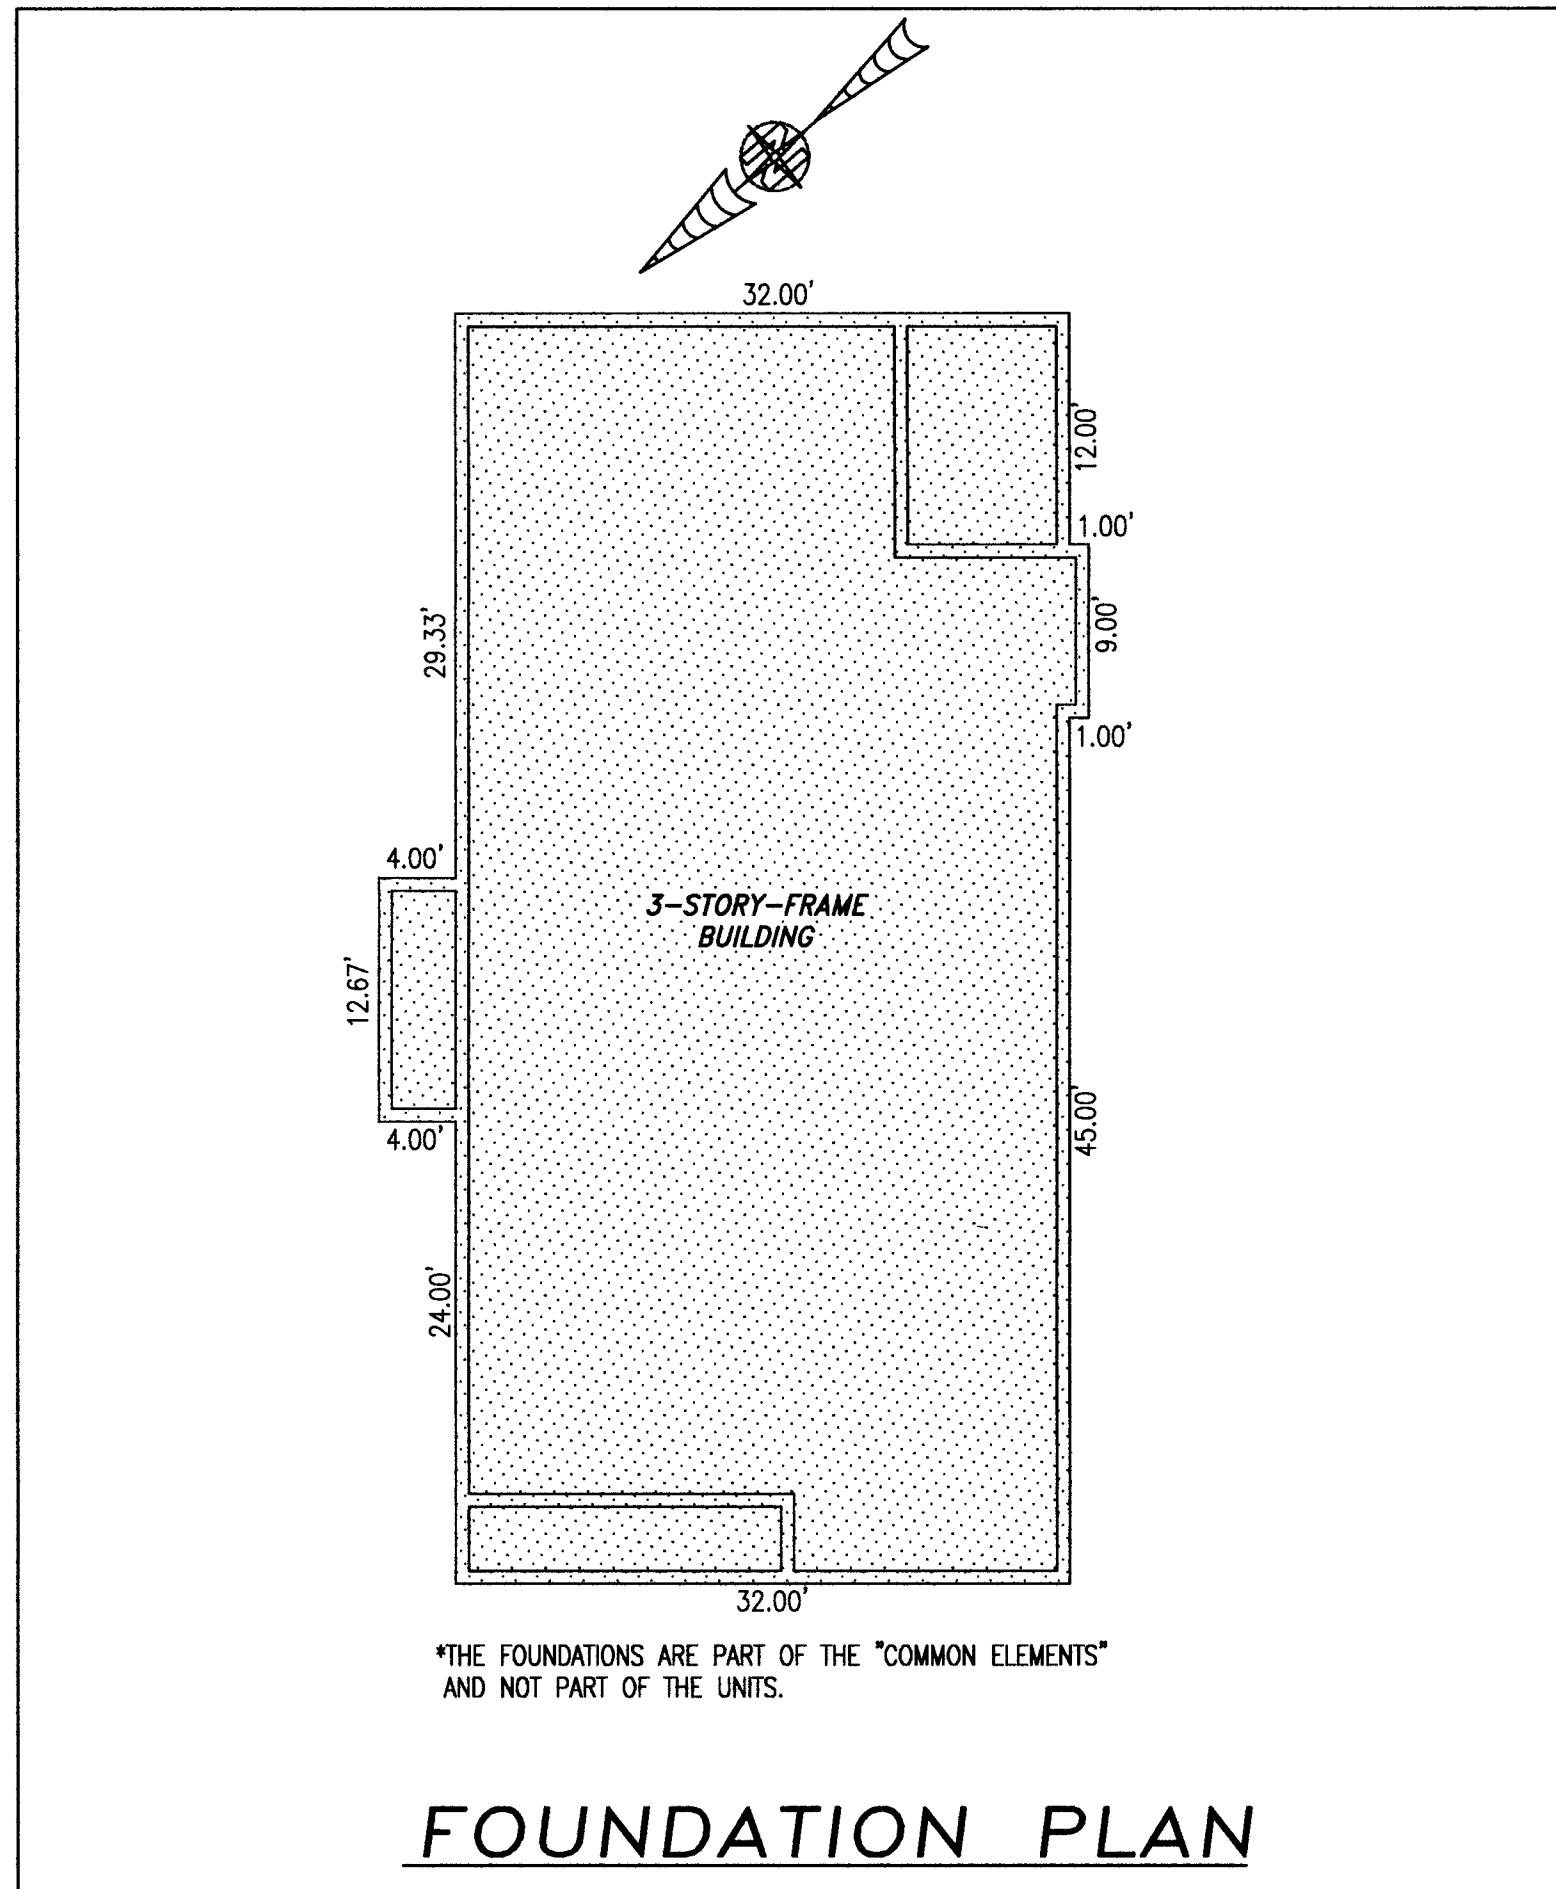 32.00'
12.00'
1.00'
29.33'
9.00'
1.00'
4.00'
3-STORY-FRAME
BUILDING
12.67'
45.00'
4.00'
24.00'
32.00'
*THE FOUNDATIONS ARE PART OF THE "COMMON ELEMENTS"
AND NOT PART OF THE UNITS.
FOUNDATION PLAN